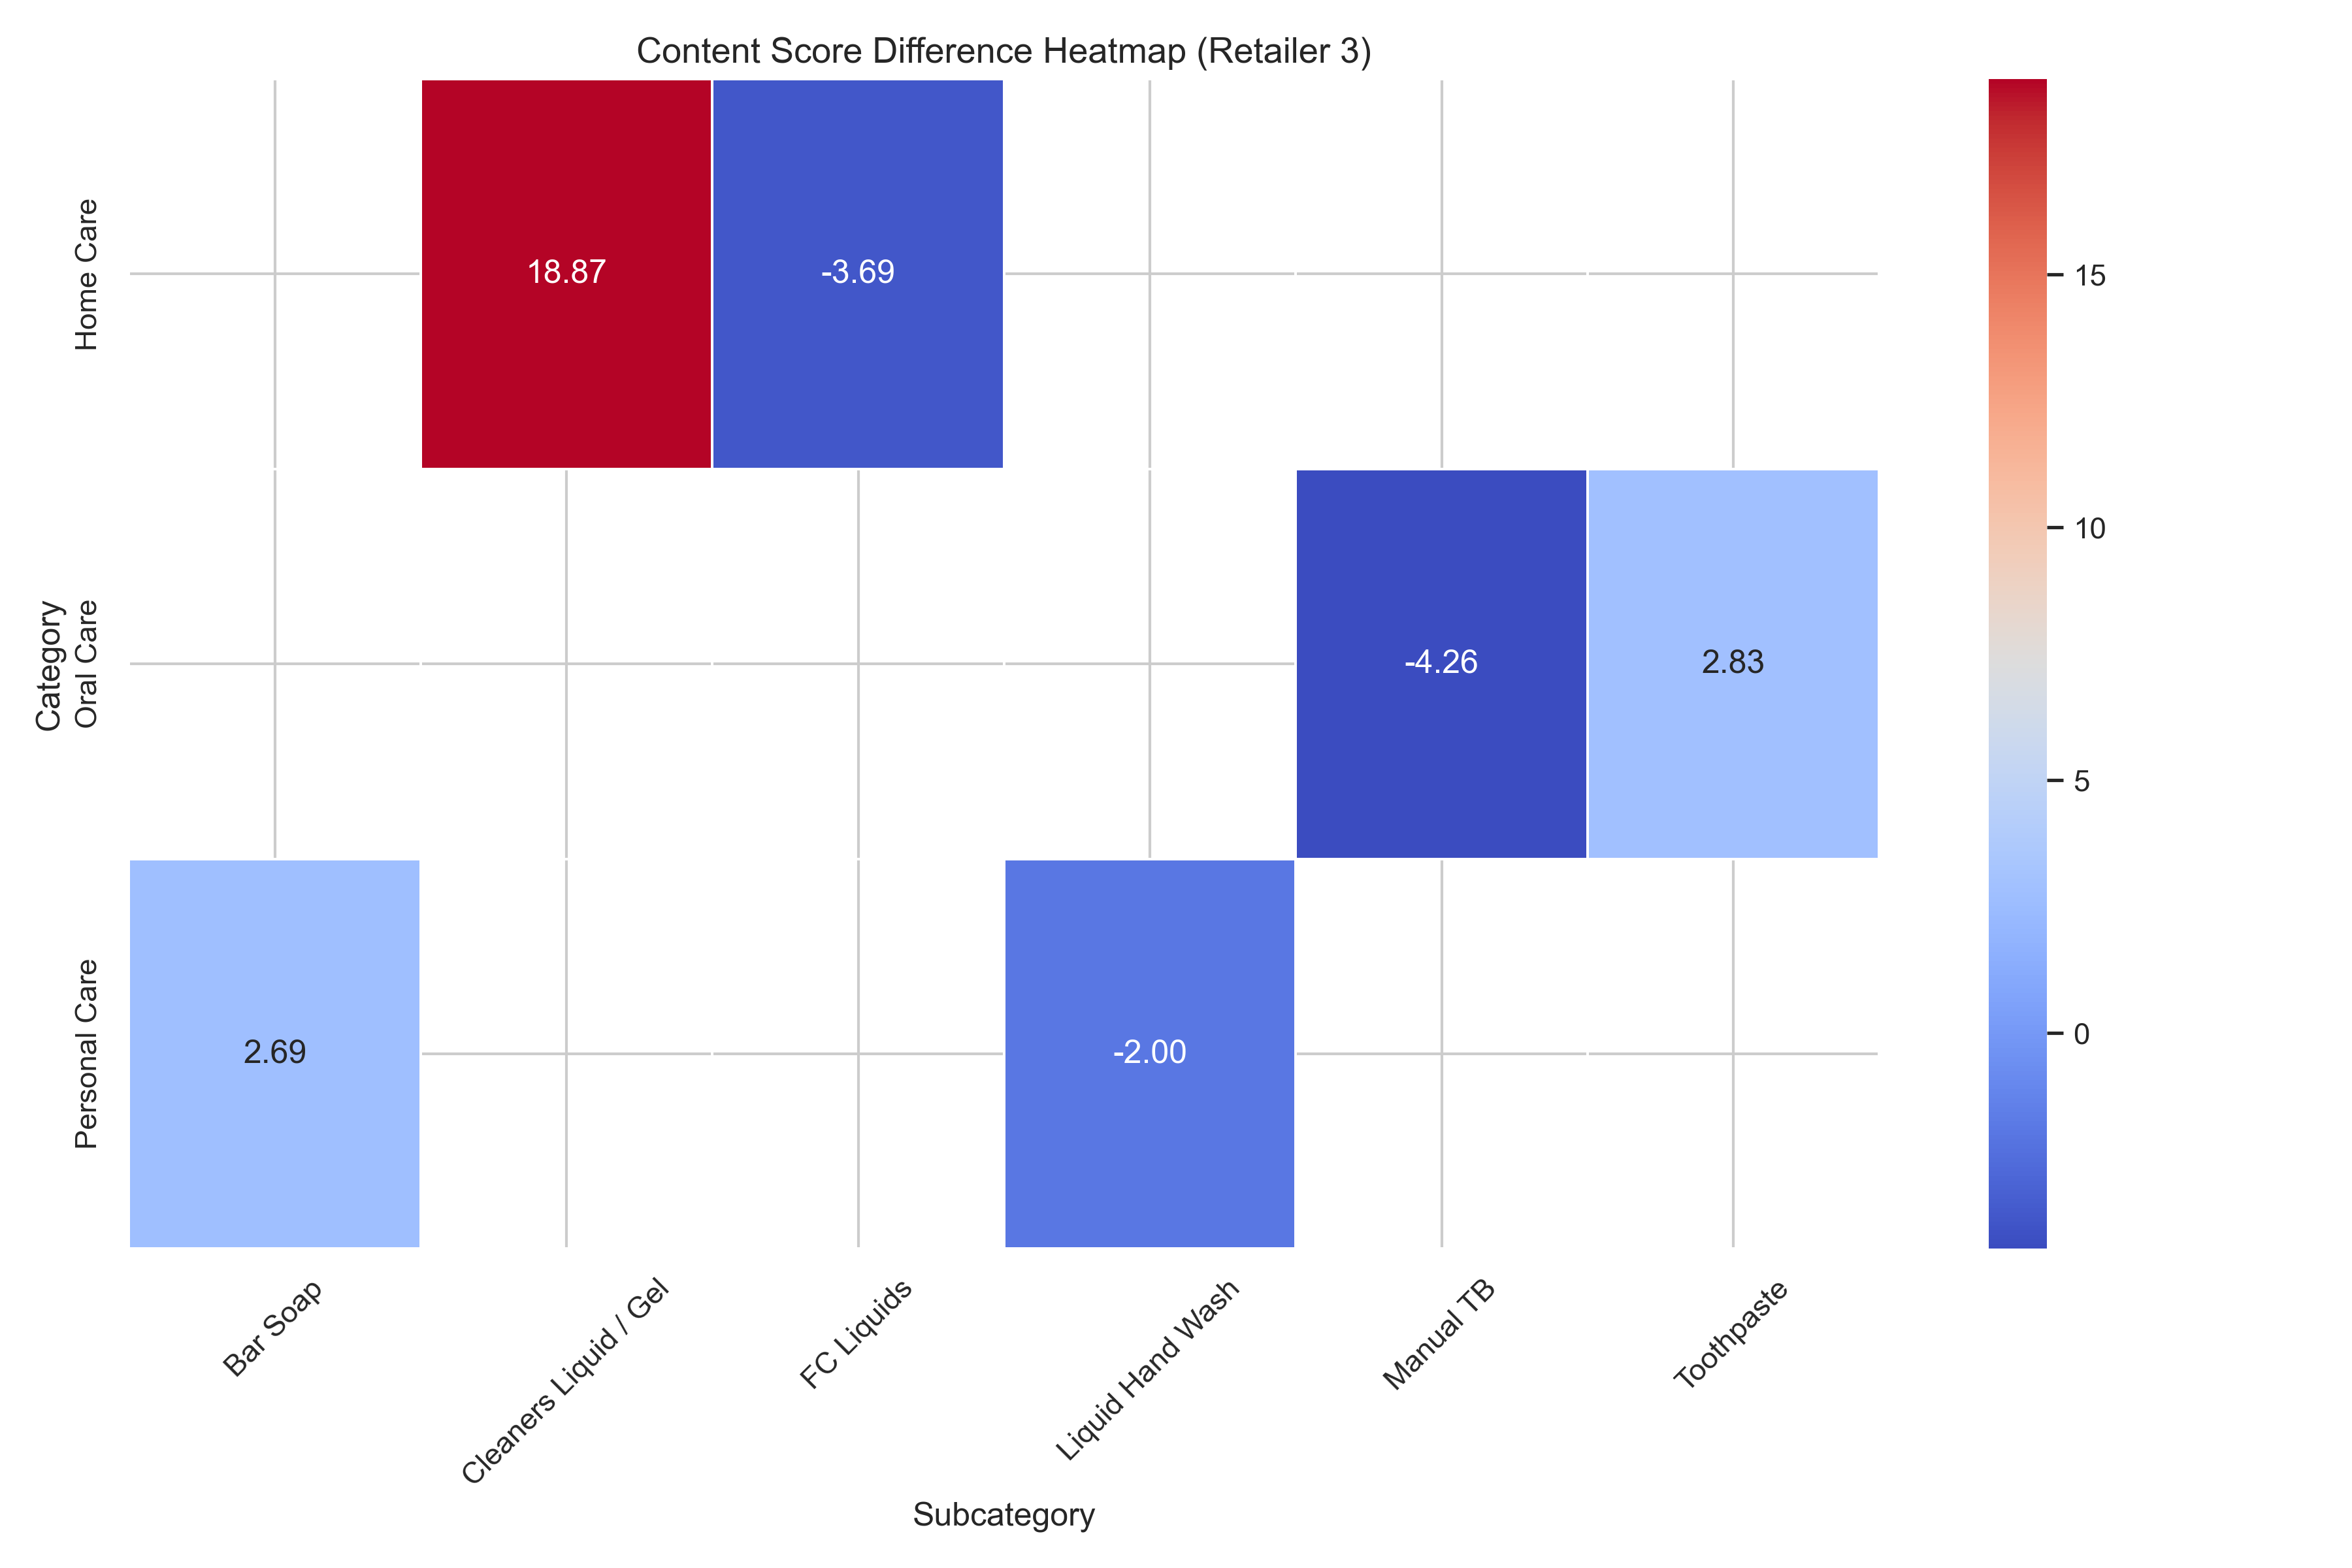 Content Score Difference Heatmap (Retailer 3)
Category
Home Care
18.87
-3.69
Oral Care
-4.26
2.83
Personal Care
2.69
-2.00
Bar Soap
Cleaners Liquid / Gel
FC Liquids
Liquid Hand Wash
Manual TB
Toothpaste
Subcategory
15
10
5
0